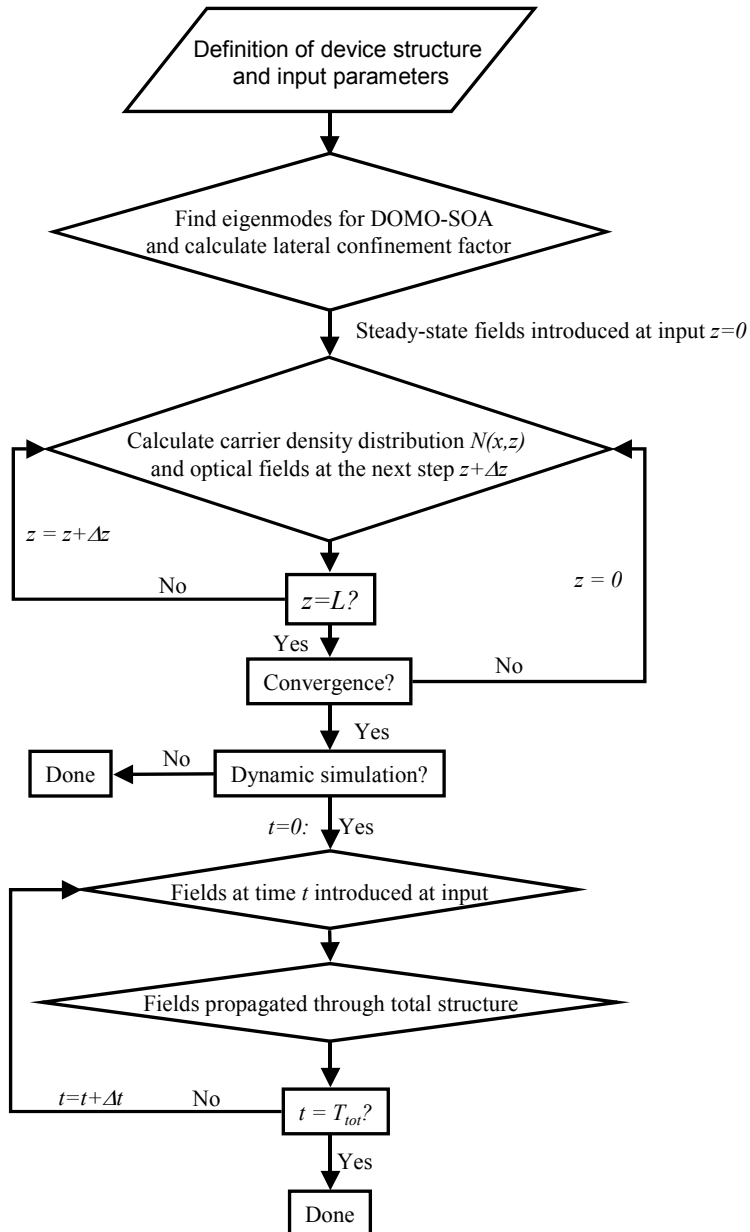 Definition of device structure
and input parameters
Find eigenmodes for DOMO-SOA
and calculate lateral confinement factor
Steady-state fields introduced at input z=0
Calculate carrier density distribution N(x,z)
and optical fields at the next step z+Δz
z = z+Δz
No
z=L?
z = 0
Yes
No
Convergence?
Yes
Done
No
Dynamic simulation?
t=0:
Yes
Fields at time t introduced at input
Fields propagated through total structure
t=t+Δt
No
t = Ttot?
Yes
Done